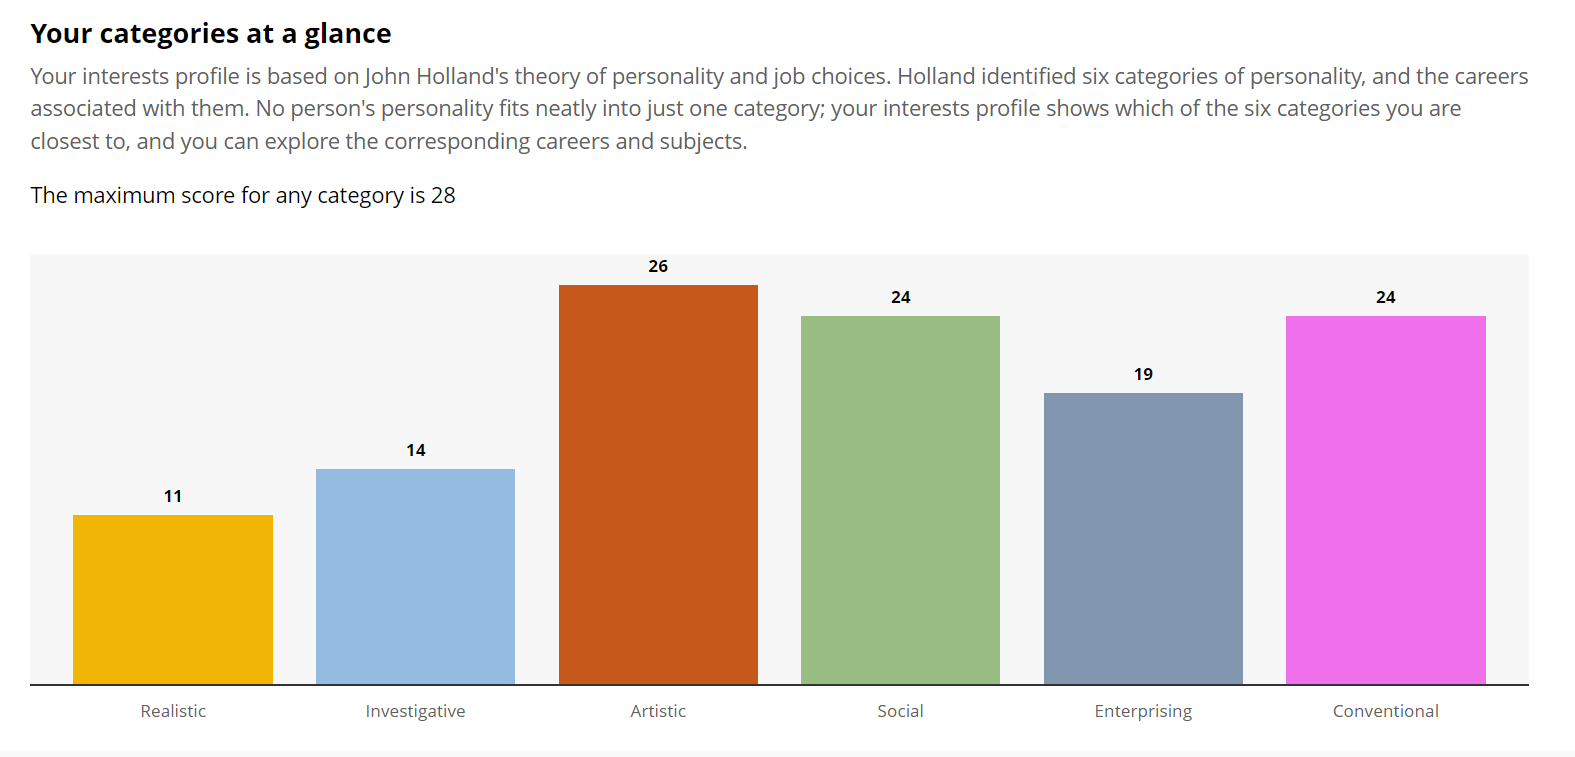 Your categories at a glance
Your interests profile is based on John Holland's theory of personality and job choices. Holland identified six categories of personality, and the careers
associated with them. No person's personality fits neatly into just one category; your interests profile shows which of the six categories you are
closest to, and you can explore the corresponding careers and subjects.
The maximum score for any category is 28
26
24
24
19
14
11
Realistic
Investigative
Artistic
Social
Enterprising
Conventional